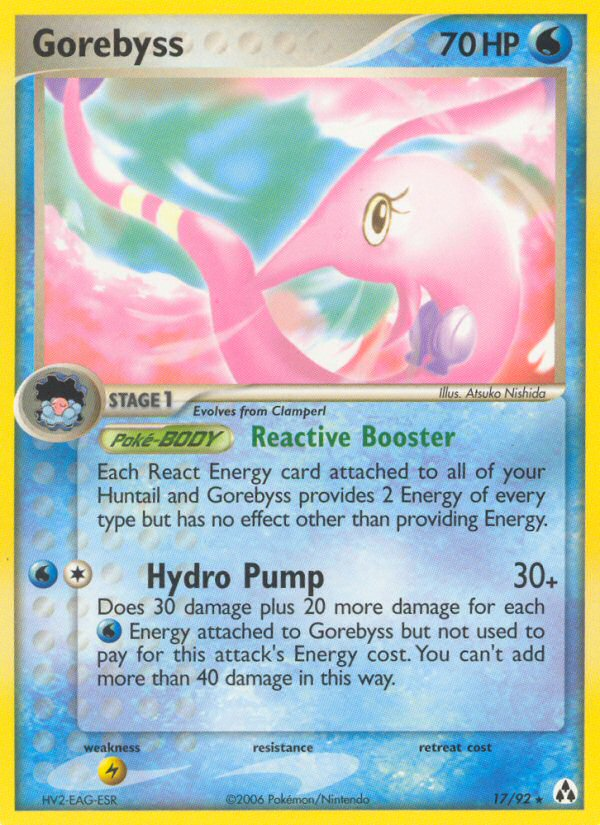 Gorebyss 70 HP
Illus. Atsuko Nishida
STAGE 1
Evolves from Clamperl
Poké-BODY Reactive Booster
Each React Energy card attached to all of your
Huntail and Gorebyss provides 2 Energy of every
type but has no effect other than providing Energy.
Hydro Pump 30+
Does 30 damage plus 20 more damage for each
Energy attached to Gorebyss but not used to
pay for this attack's Energy cost. You can't add
more than 40 damage in this way.
weakness resistance retreat cost
HV2-EAG-ESR ©2006 Pokémon/Nintendo 17/92 ★